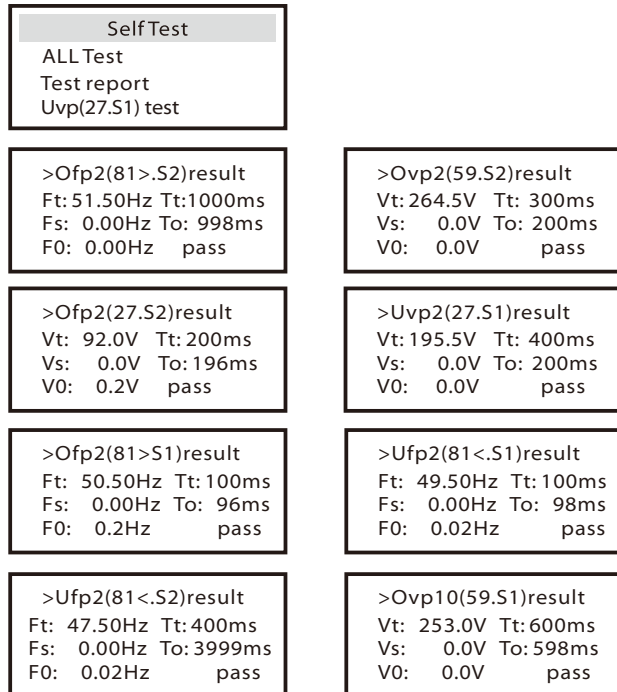 Self Test
ALL Test
Test report
Uvp(27.S1) test
>Ofp2(81>.S2)result
Ft: 51.50Hz Tt:1000ms
Fs: 0.00Hz To: 998ms
F0: 0.00Hz pass
>Ovp2(59.S2)result
Vt: 264.5V Tt: 300ms
Vs: 0.0V To: 200ms
V0: 0.0V pass
>Ofp2(27.S2)result
Vt: 92.0V Tt: 200ms
Vs: 0.0V To: 196ms
V0: 0.2V pass
>Uvp2(27.S1)result
Vt: 195.5V Tt: 400ms
Vs: 0.0V To: 200ms
V0: 0.0V pass
>Ofp2(81>S1)result
Ft: 50.50Hz Tt: 100ms
Fs: 0.00Hz To: 96ms
F0: 0.2Hz pass
>Ufp2(81<.S1)result
Ft: 49.50Hz Tt: 100ms
Fs: 0.00Hz To: 98ms
F0: 0.02Hz pass
>Ufp2(81<.S2)result
Ft: 47.50Hz Tt: 400ms
Fs: 0.00Hz To: 3999ms
F0: 0.02Hz pass
>Ovp10(59.S1)result
Vt: 253.0V Tt: 600ms
Vs: 0.0V To: 598ms
V0: 0.0V pass